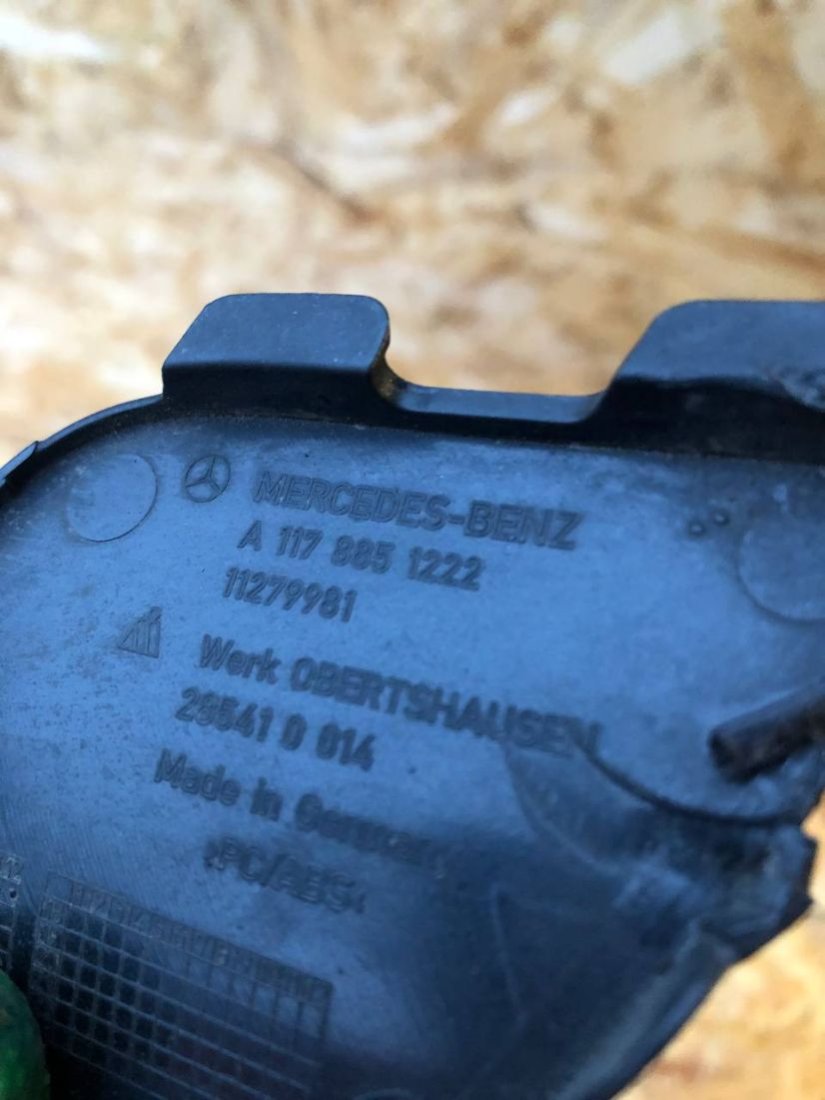 MERCEDES-BENZ
A 117 885 1222
11279981
Werk OBERTSHAUSEN
29541 0 014
Made in Germany
>PC/ABS<